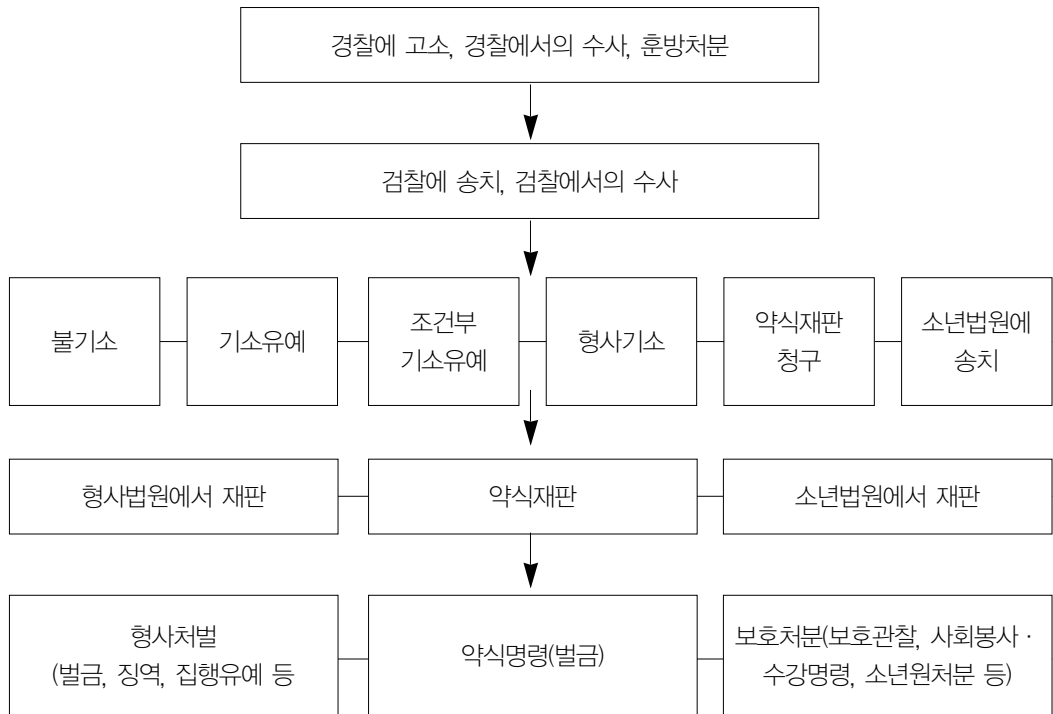 경찰에 고소, 경찰에서의 수사, 훈방처분
검찰에 송치, 검찰에서의 수사
불기소
기소유예
조건부
기소유예
형사기소
약식재판
청구
소년법원에
송치
형사법원에서 재판
약식재판
소년법원에서 재판
형사처벌
(벌금, 징역, 집행유예 등
약식명령(벌금)
보호처분(보호관찰, 사회봉사 ·
수강명령, 소년원처분 등)